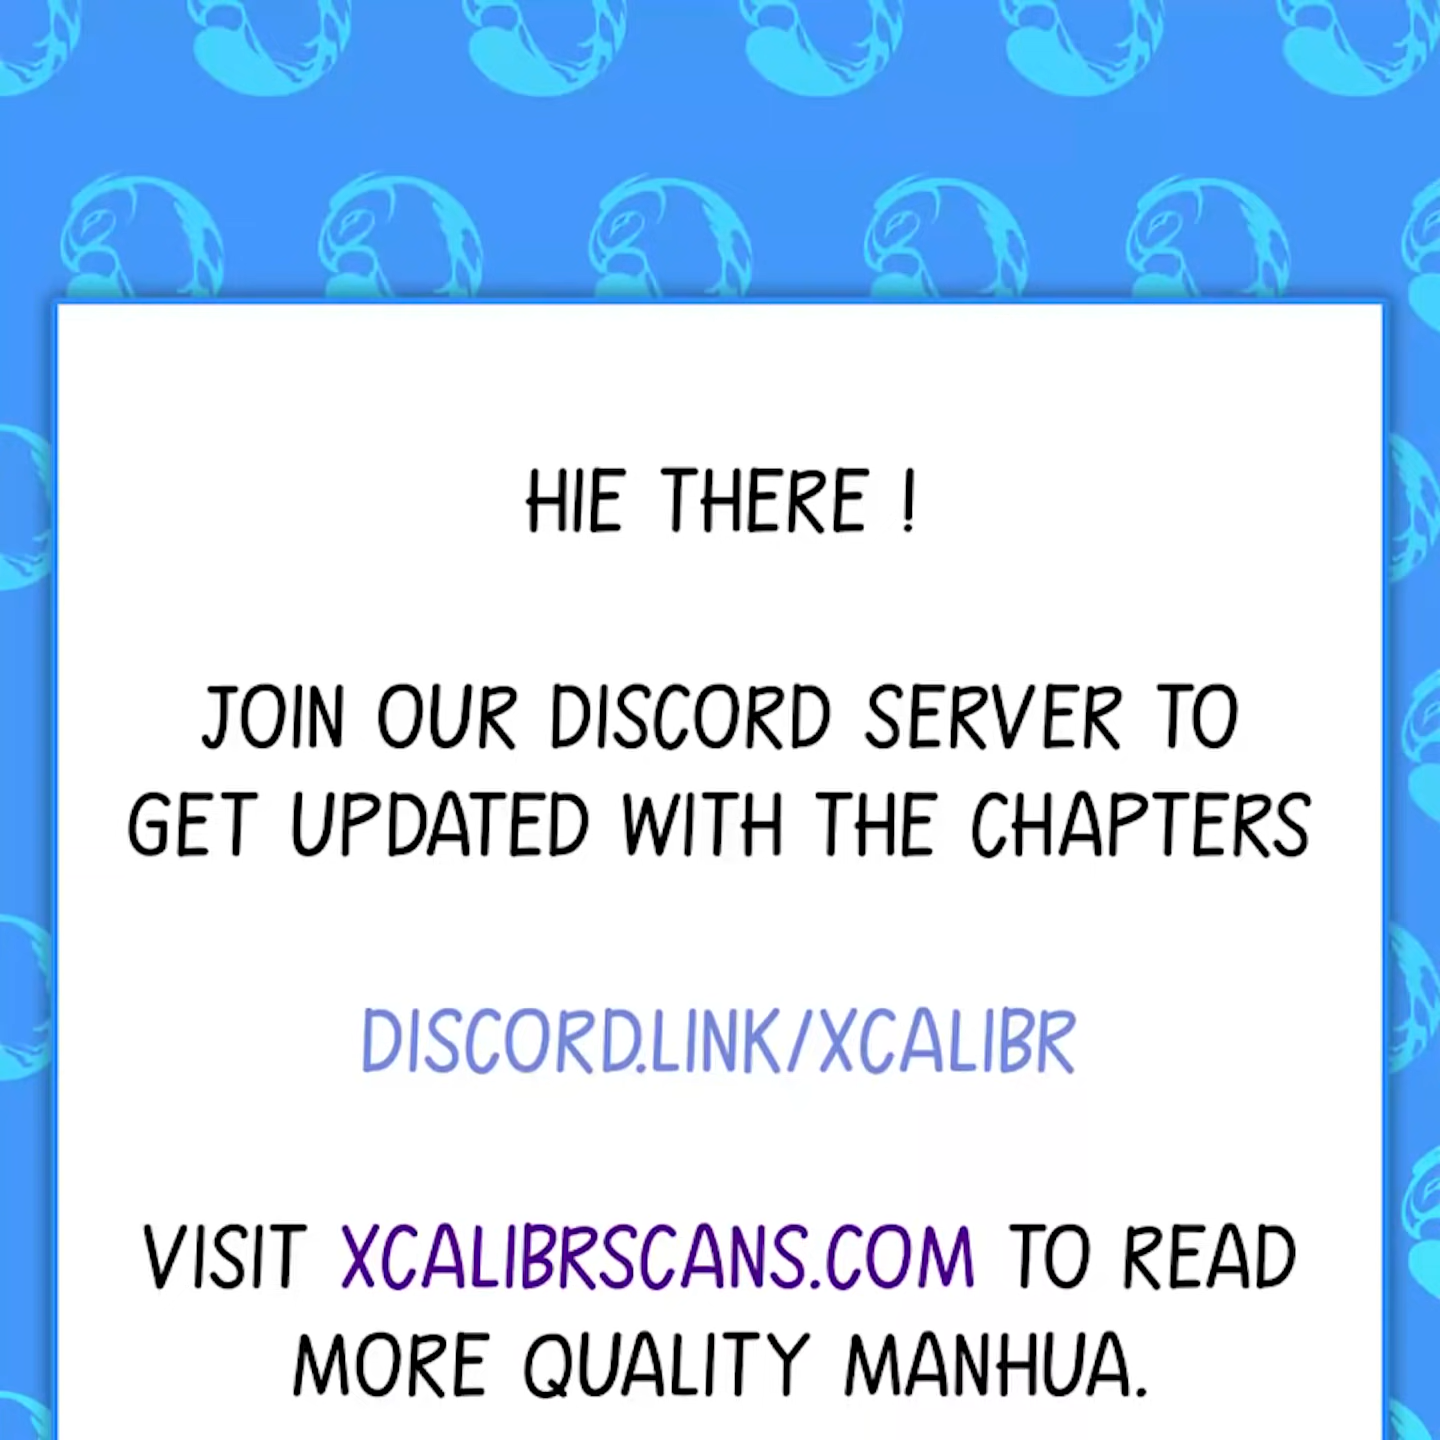 HIE THERE !
JOIN OUR DISCORD SERVER TO
GET UPDATED WITH THE CHAPTERS
DISCORD.LINK/XCALIBR
VISIT XCALIBRSCANS.COM TO READ
MORE QUALITY MANHUA.